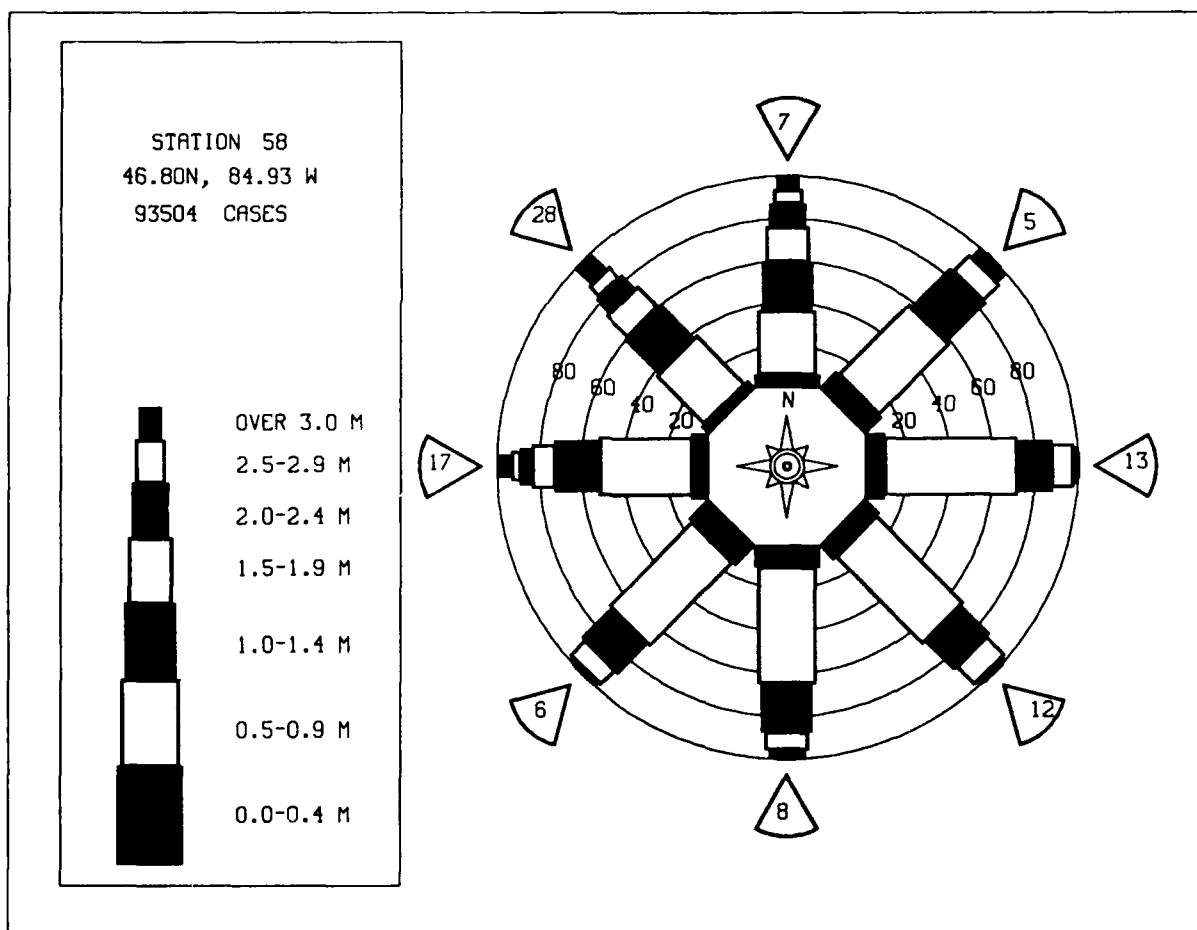 STATION 58
46.80N, 84.93 W
93504 CASES
OVER 3.0 M
2.5-2.9 M
2.0-2.4 M
1.5-1.9 M
1.0-1.4 M
0.5-0.9 M
0.0-0.4 M
7
28
5
80
60
40
20
N
20
40
60
80
17
13
6
12
8